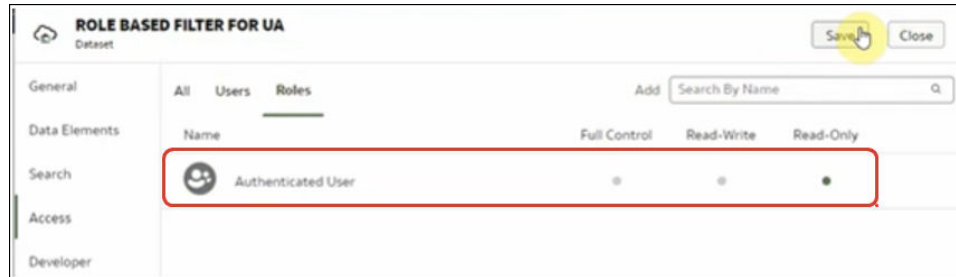 ROLE BASED FILTER FOR UA
Dataset
Save Close
General
All Users Roles
Add Search By Name
Data Elements
Name Full Control Read-Write Read-Only
Search
Authenticated User
Access
Developer